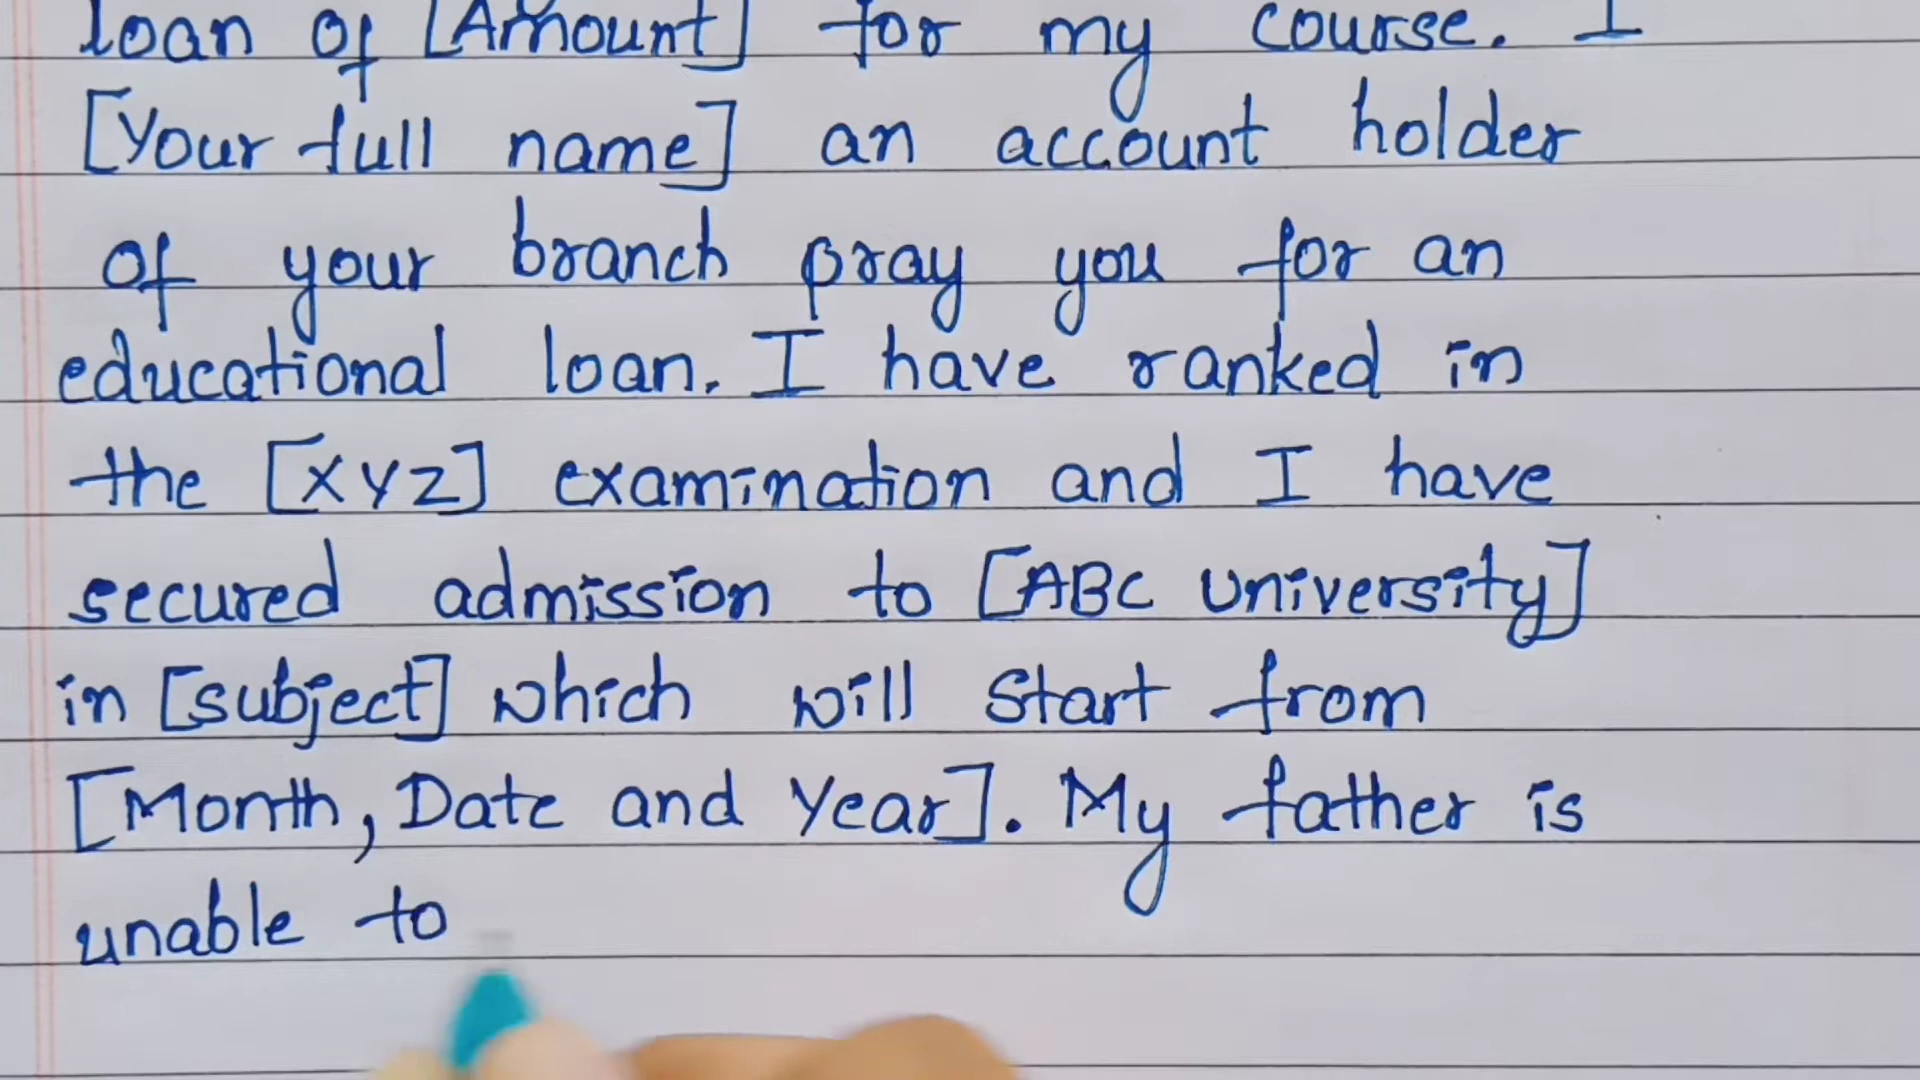 loan of [Amount] for my course. I
[Your full name] an account holder
of your branch pray you for an
educational loan. I have ranked in
the [XYZ] examination and I have
secured admission to [ABC University]
in [subject] which will start from
[Month, Date and Year]. My father is
unable to